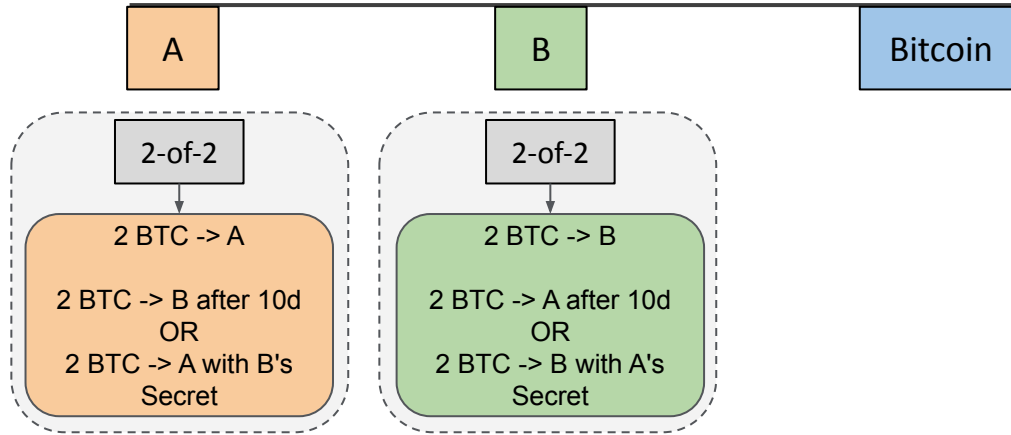 A
B
Bitcoin
2-of-2
2 BTC -> A
2 BTC -> B after 10d
OR
2 BTC -> A with B's
Secret
2-of-2
2 BTC -> B
2 BTC -> A after 10d
OR
2 BTC -> B with A's
Secret